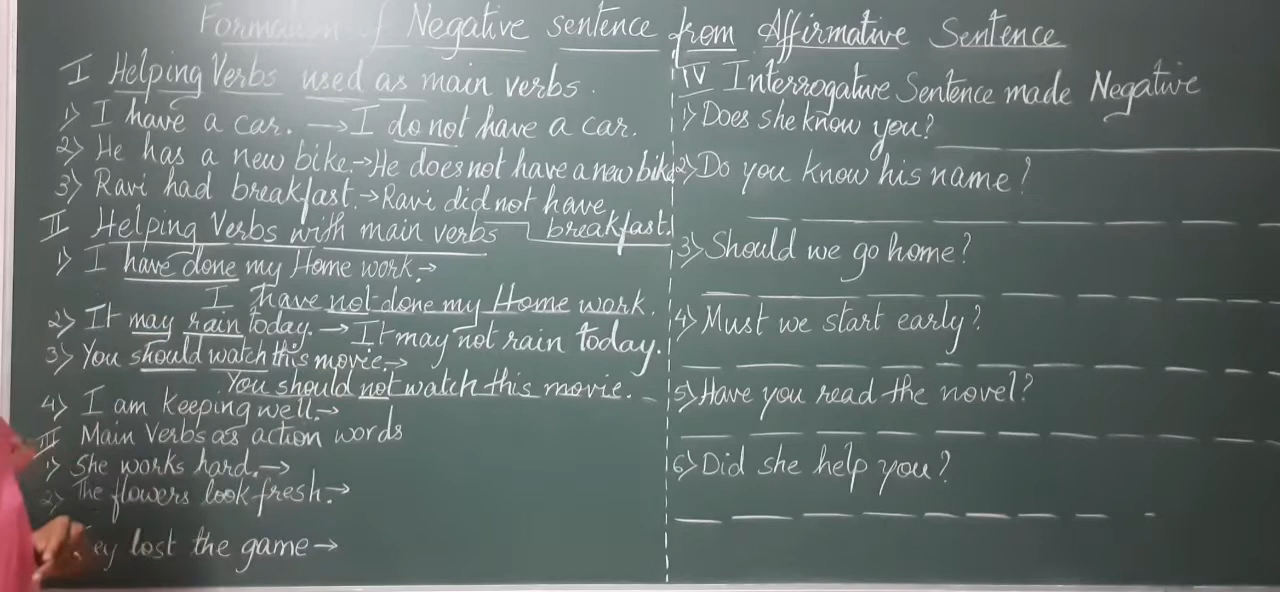 Formation of Negative sentence from Affirmative Sentence
I Helping Verbs used as main verbs.
1) I have a car. → I do not have a car.
2) He has a new bike. → He does not have a new bike
3) Ravi had breakfast. → Ravi did not have
breakfast.
II Helping Verbs with main verbs
1) I have done my Home work. →
I have not done my Home work.
2) It may rain today. → It may not rain today.
3) You should watch this movie. →
You should not watch this movie.
4) I am keeping well. →
III Main Verbs as action words
1) She works hard. →
2) The flowers look fresh. →
ey lost the game →
IV Interrogative Sentence made Negative
1) Does she know you?
2) Do you know his name?
3) Should we go home?
4) Must we start early?
5) Have you read the novel?
6) Did she help you?